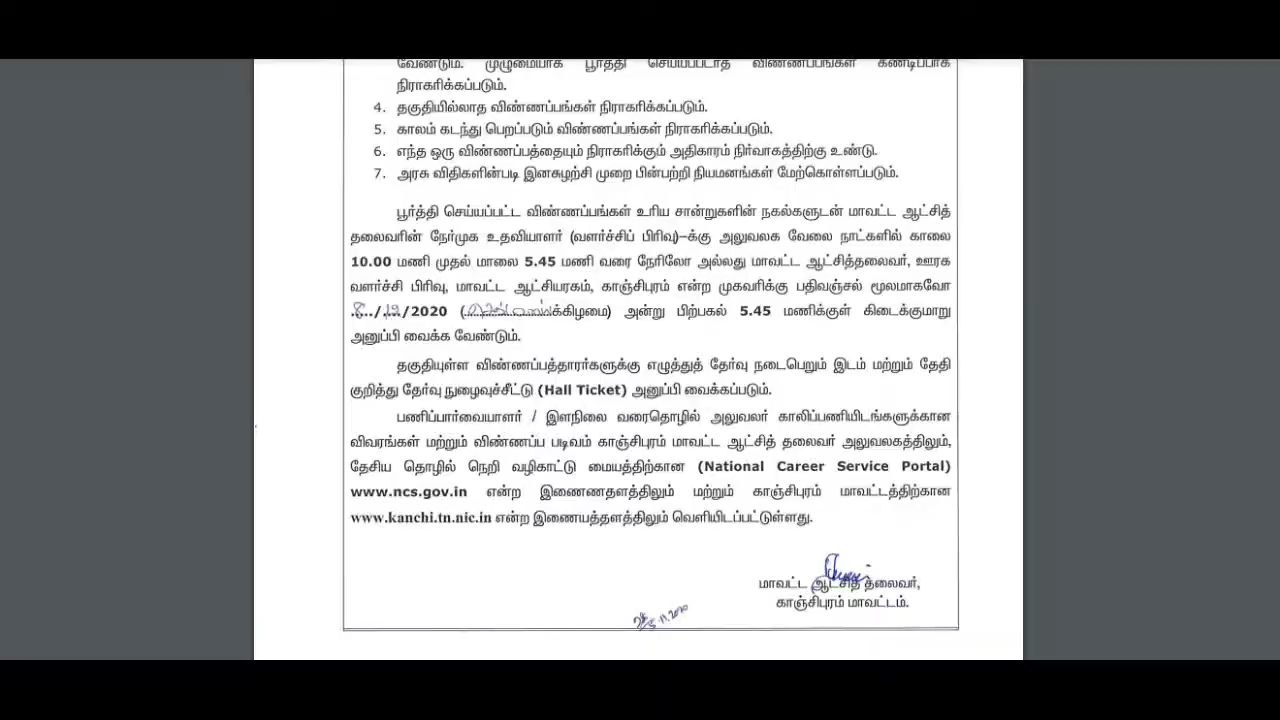 வேண்டும். முழுமையாக பூர்த்தி செய்யப்படாத விண்ணப்பங்கள் கண்டிப்பாக
நிராகரிக்கப்படும்.
4. தகுதியில்லாத விண்ணப்பங்கள் நிராகரிக்கப்படும்.
5. காலம் கடந்து பெறப்படும் விண்ணப்பங்கள் நிராகரிக்கப்படும்.
6. எந்த ஒரு விண்ணப்பத்தையும் நிராகரிக்கும் அதிகாரம் நிர்வாகத்திற்கு உண்டு.
7. அரசு விதிகளின்படி இனசுழற்சி முறை பின்பற்றி நியமனங்கள் மேற்கொள்ளப்படும்.
பூர்த்தி செய்யப்பட்ட விண்ணப்பங்கள் உரிய சான்றுகளின் நகல்களுடன் மாவட்ட ஆட்சித்
தலைவரின் நேர்முக உதவியாளர் (வளர்ச்சிப் பிரிவு)-க்கு அலுவலக வேலை நாட்களில் காலை
10.00 மணி முதல் மாலை 5.45 மணி வரை நேரிலோ அல்லது மாவட்ட ஆட்சித்தலைவர், ஊரக
வளர்ச்சி பிரிவு, மாவட்ட ஆட்சியரகம், காஞ்சிபுரம் என்ற முகவரிக்கு பதிவஞ்சல் மூலமாகவோ
8/12/2020 (செவ்வாய்க்கிழமை) அன்று பிற்பகல் 5.45 மணிக்குள் கிடைக்குமாறு
அனுப்பி வைக்க வேண்டும்.
தகுதியுள்ள விண்ணப்பத்தாரர்களுக்கு எழுத்துத் தேர்வு நடைபெறும் இடம் மற்றும் தேதி
குறித்து தேர்வு நுழைவுச்சீட்டு (Hall Ticket) அனுப்பி வைக்கப்படும்.
பணிப்பார்வையாளர் / இளநிலை வரைதொழில் அலுவலர் காலிப்பணியிடங்களுக்கான
விவரங்கள் மற்றும் விண்ணப்ப படிவம் காஞ்சிபுரம் மாவட்ட ஆட்சித் தலைவர் அலுவலகத்திலும்,
தேசிய தொழில் நெறி வழிகாட்டு மையத்திற்கான (National Career Service Portal)
www.ncs.gov.in என்ற இணைணதளத்திலும் மற்றும் காஞ்சிபுரம் மாவட்டத்திற்கான
www.kanchi.tn.nic.in என்ற இணையத்தளத்திலும் வெளியிடப்பட்டுள்ளது.
மாவட்ட ஆட்சித் தலைவர்,
காஞ்சிபுரம் மாவட்டம்.